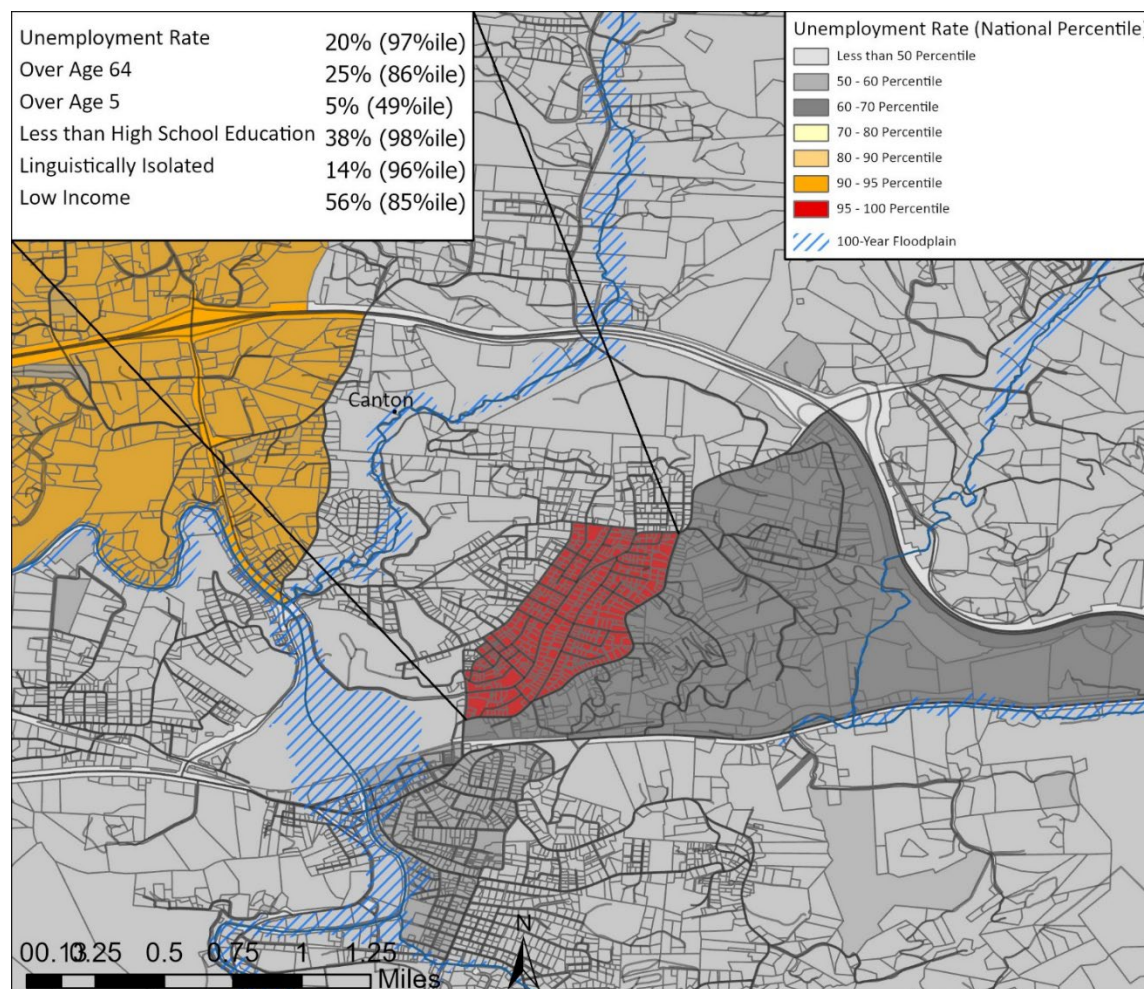 Unemployment Rate 20% (97%ile)
Over Age 64 25% (86%ile)
Over Age 5 5% (49%ile)
Less than High School Education 38% (98%ile)
Linguistically Isolated 14% (96%ile)
Low Income 56% (85%ile)
Unemployment Rate (National Percentile)
Less than 50 Percentile
50 - 60 Percentile
60 -70 Percentile
70 - 80 Percentile
80 - 90 Percentile
90 - 95 Percentile
95 - 100 Percentile
100-Year Floodplain
Canton
N
00.13 0.25 0.5 0.75 1 1.25
Miles